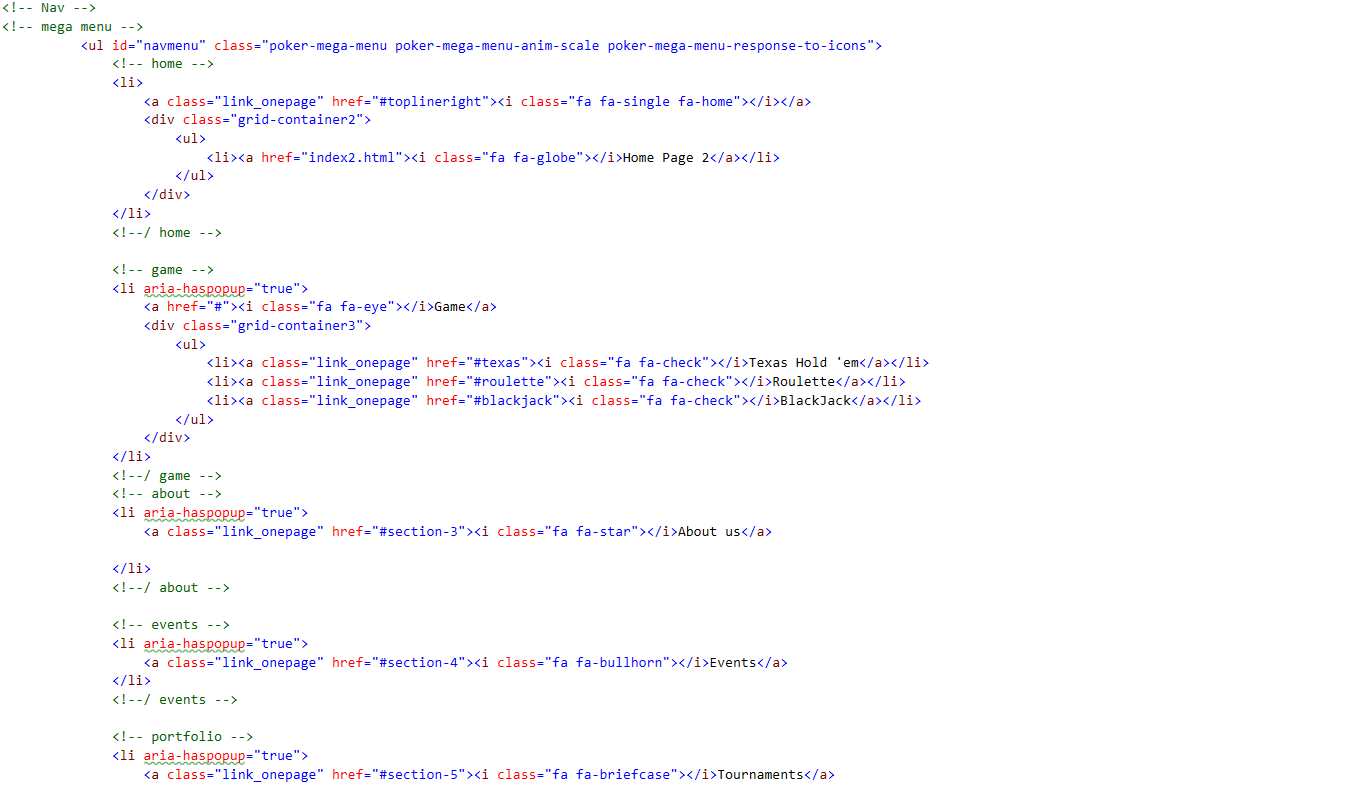 <!-- Nav -->
<!-- mega menu -->
<ul id="navmenu" class="poker-mega-menu poker-mega-menu-anim-scale poker-mega-menu-response-to-icons">
<!-- home -->
<li>
<a class="link_onepage" href="#toplineright"><i class="fa fa-single fa-home"></i></a>
<div class="grid-container2">
<ul>
<li><a href="index2.html"><i class="fa fa-globe"></i>Home Page 2</a></li>
</ul>
</div>
</li>
<!--/ home -->
<!-- game -->
<li aria-haspopup="true">
<a href="#"><i class="fa fa-eye"></i>Game</a>
<div class="grid-container3">
<ul>
<li><a class="link_onepage" href="#texas"><i class="fa fa-check"></i>Texas Hold 'em</a></li>
<li><a class="link_onepage" href="#roulette"><i class="fa fa-check"></i>Roulette</a></li>
<li><a class="link_onepage" href="#blackjack"><i class="fa fa-check"></i>BlackJack</a></li>
</ul>
</div>
</li>
<!--/ game -->
<!-- about -->
<li aria-haspopup="true">
<a class="link_onepage" href="#section-3"><i class="fa fa-star"></i>About us</a>
</li>
<!--/ about -->
<!-- events -->
<li aria-haspopup="true">
<a class="link_onepage" href="#section-4"><i class="fa fa-bullhorn"></i>Events</a>
</li>
<!--/ events -->
<!-- portfolio -->
<li aria-haspopup="true">
<a class="link_onepage" href="#section-5"><i class="fa fa-briefcase"></i>Tournaments</a>